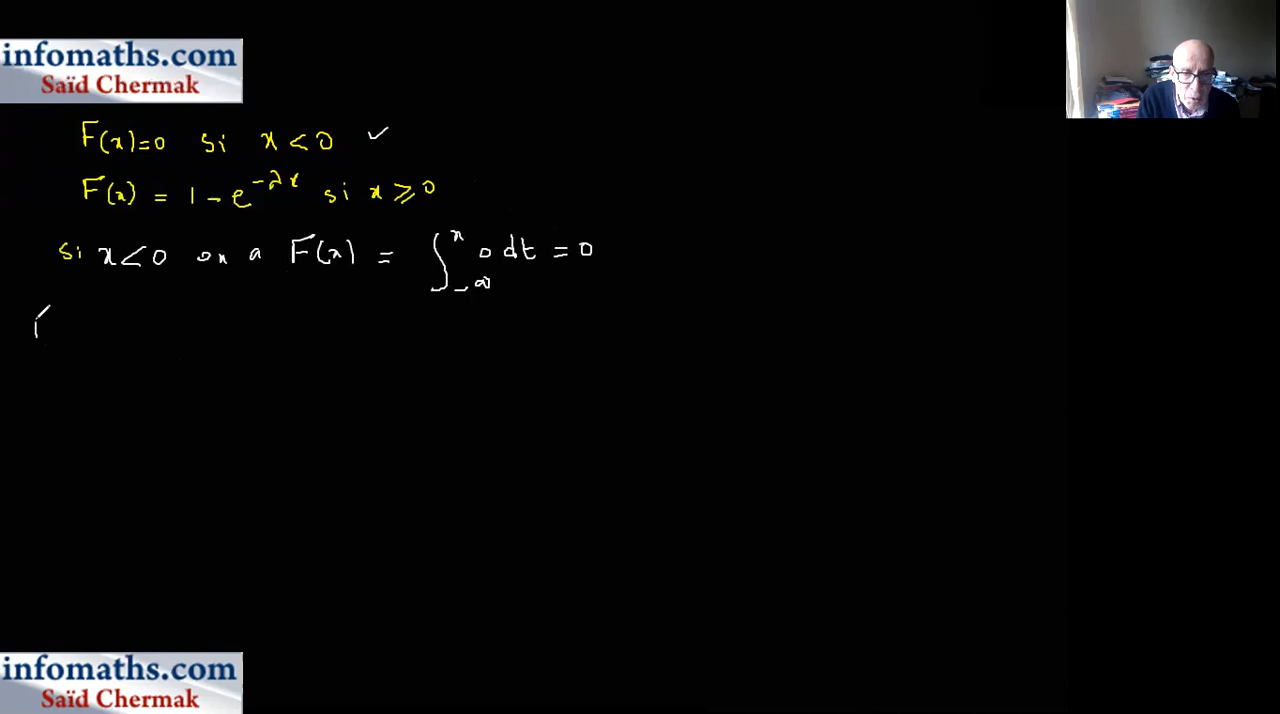 infomaths.com
Saïd Chermak
F(x)=0 si x<0 ✓
F(x) = 1 - e^{-λx} si x ⩾ 0
si x<0 on a F(x) = ∫_{-∞}^{x} 0 dt = 0
infomaths.com
Saïd Chermak